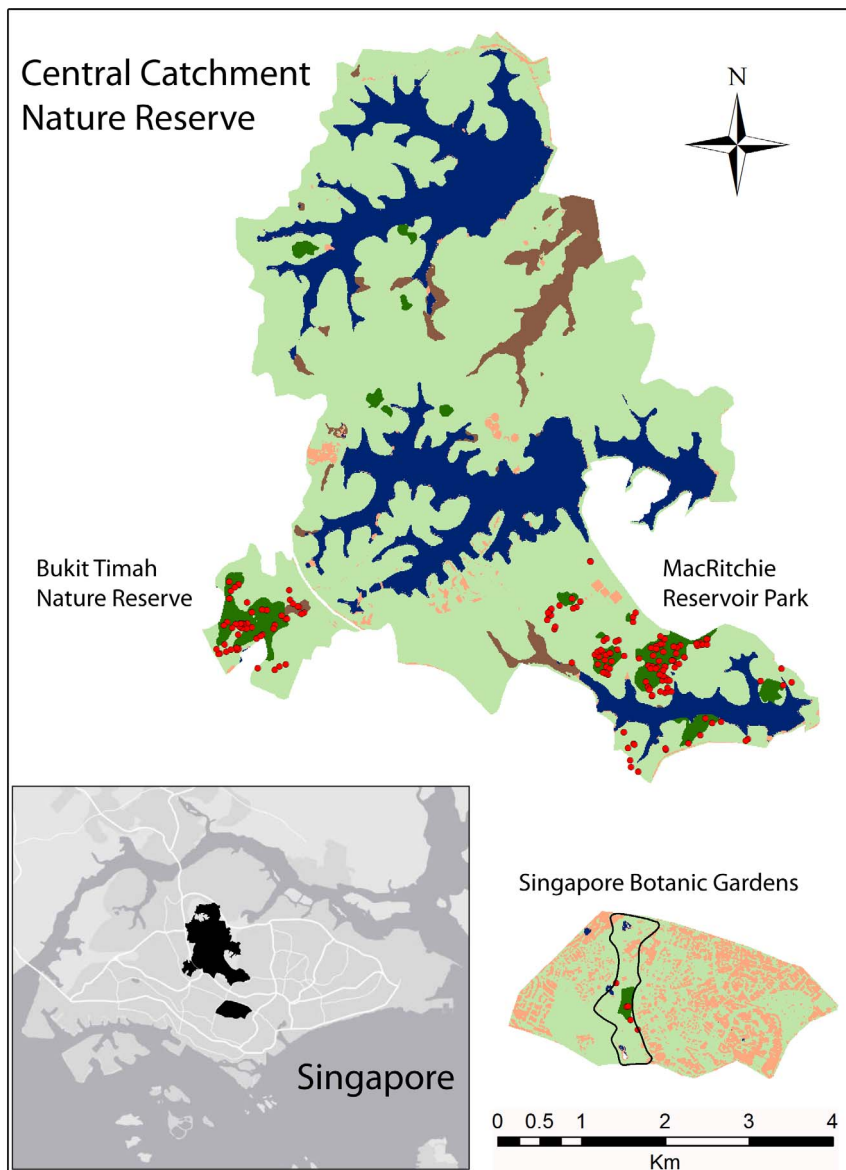 Central Catchment
Nature Reserve
N
Bukit Timah
Nature Reserve
MacRitchie
Reservoir Park
Singapore
Singapore Botanic Gardens
0 0.5 1 2 3 4
Km